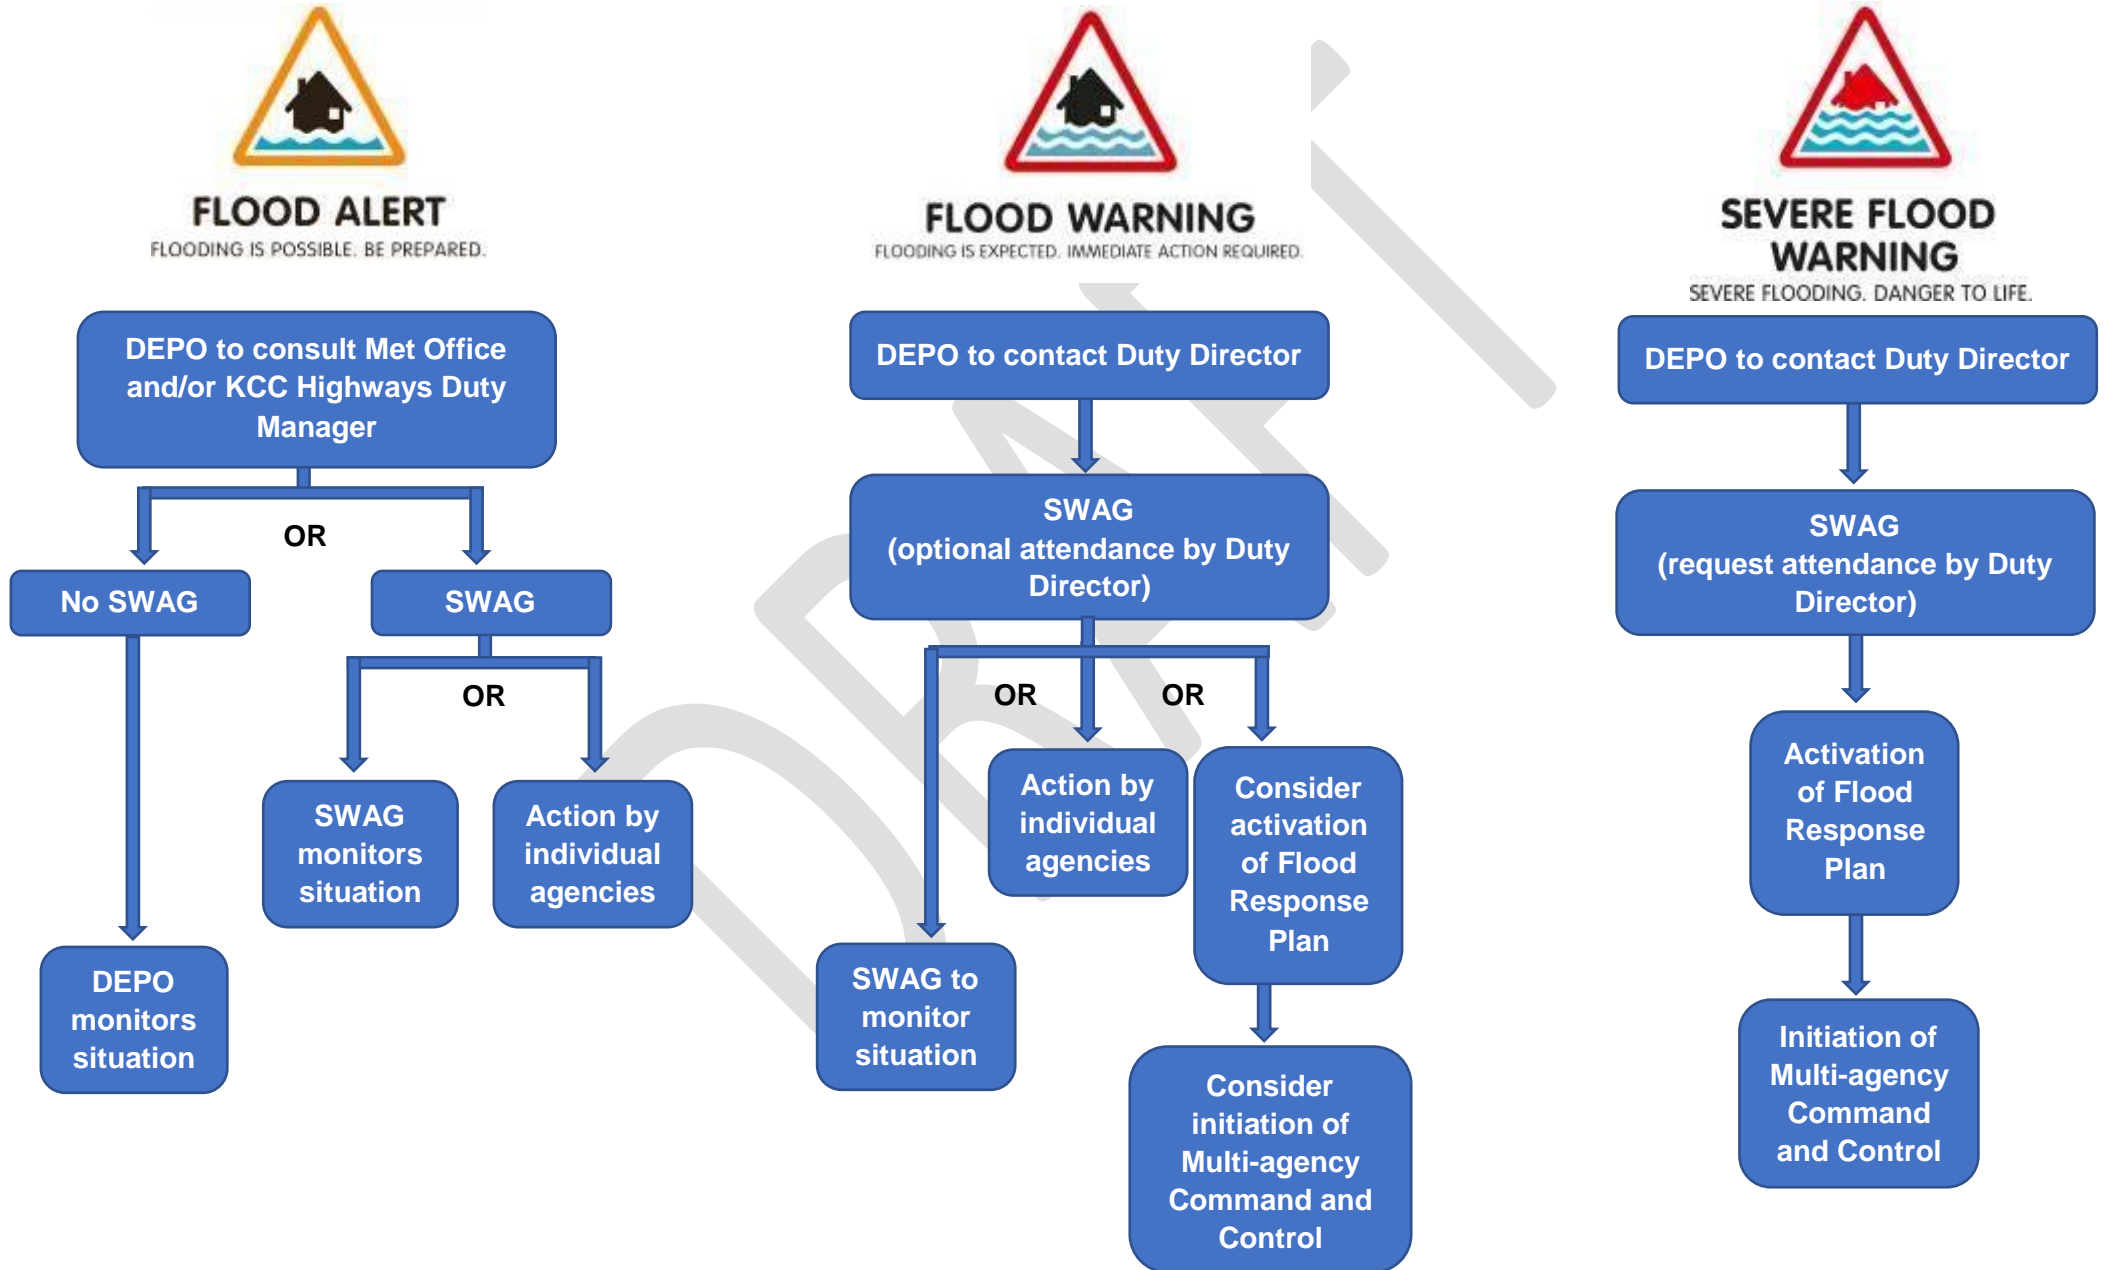 FLOOD ALERT
FLOODING IS POSSIBLE. BE PREPARED.
DEPO to consult Met Office
and/or KCC Highways Duty
Manager
OR
No SWAG
SWAG
OR
SWAG
monitors
situation
Action by
individual
agencies
DEPO
monitors
situation
FLOOD WARNING
FLOODING IS EXPECTED. IMMEDIATE ACTION REQUIRED.
DEPO to contact Duty Director
SWAG
(optional attendance by Duty
Director)
OR
OR
Action by
individual
agencies
Consider
activation
of Flood
Response
Plan
SWAG to
monitor
situation
Consider
initiation of
Multi-agency
Command and
Control
SEVERE FLOOD
WARNING
SEVERE FLOODING. DANGER TO LIFE.
DEPO to contact Duty Director
SWAG
(request attendance by Duty
Director)
Activation
of Flood
Response
Plan
Initiation of
Multi-agency
Command
and Control
DRAFT